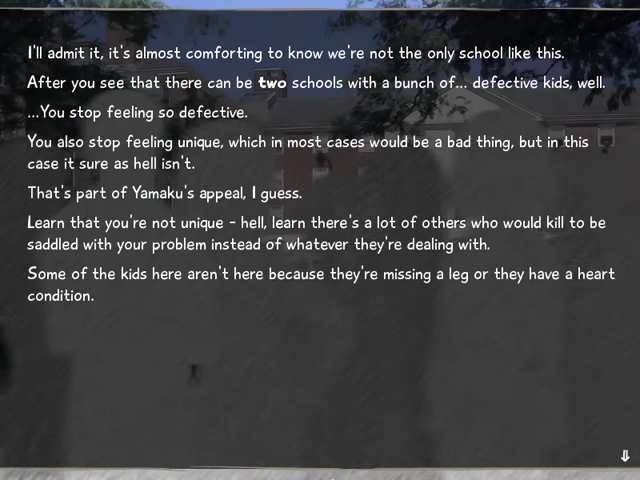 I'll admit it, it's almost comforting to know we're not the only school like this.
After you see that there can be two schools with a bunch of... defective kids, well.
...You stop feeling so defective.
You also stop feeling unique, which in most cases would be a bad thing, but in this
case it sure as hell isn't.
That's part of Yamaku's appeal, I guess.
Learn that you're not unique - hell, learn there's a lot of others who would kill to be
saddled with your problem instead of whatever they're dealing with.
Some of the kids here aren't here because they're missing a leg or they have a heart
condition.